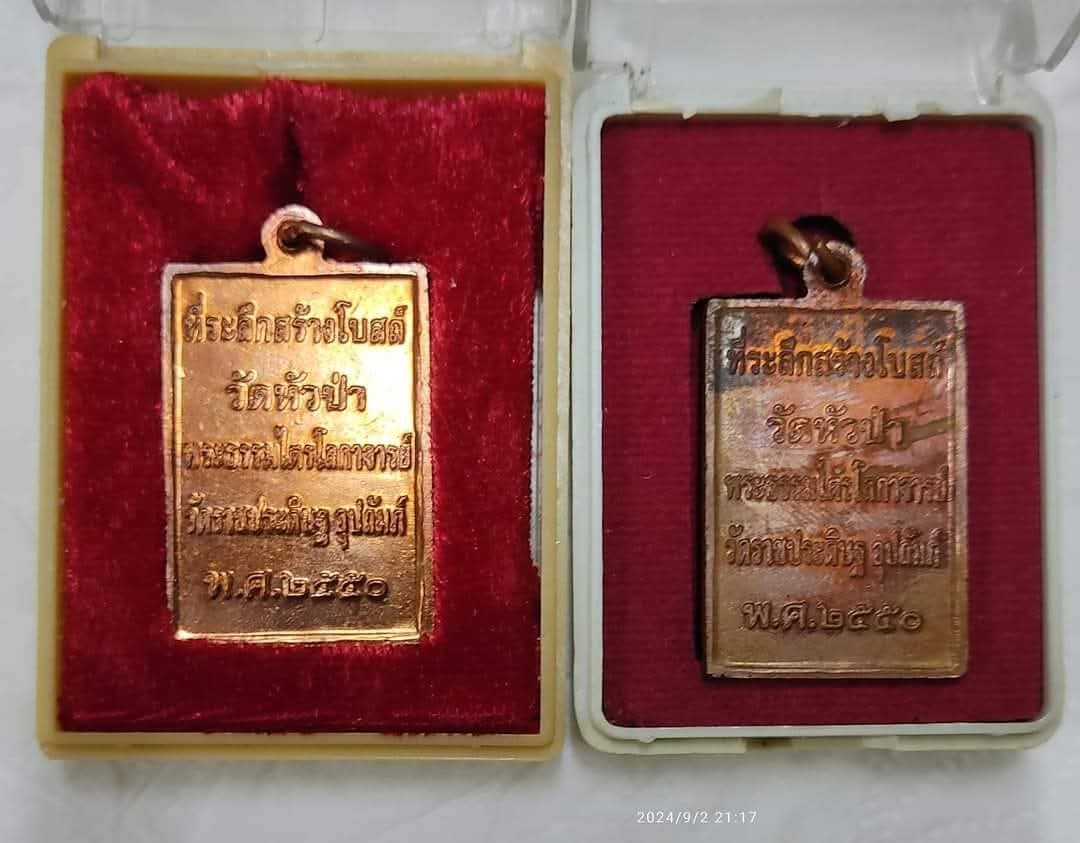 ที่ระลึกสร้างโบสถ์
วัดหัวป่า
พระธรรมไตรโลกาจารย์
วัดราชประดิษฐ อุปถัมภ์
พ.ศ.๒๕๕๐
ที่ระลึกสร้างโบสถ์
วัดหัวป่า
พระธรรมไตรโลกาจารย์
วัดราชประดิษฐ อุปถัมภ์
พ.ศ.๒๕๕๐
2024/9/2 21:17